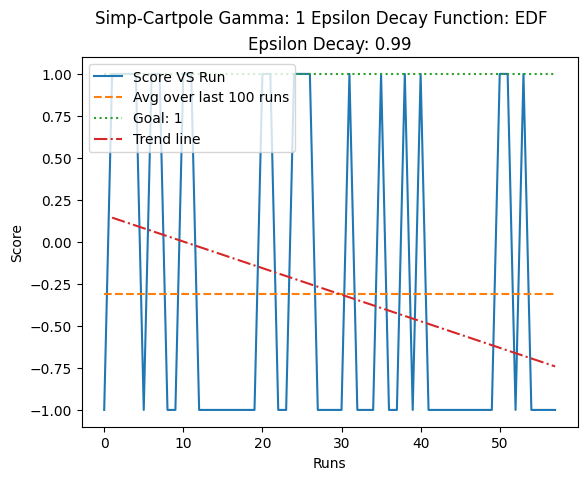 Simp-Cartpole Gamma: 1 Epsilon Decay Function: EDF
Epsilon Decay: 0.99
Score VS Run
Avg over last 100 runs
Goal: 1
Trend line
1.00
0.75
0.50
0.25
0.00
−0.25
−0.50
−0.75
−1.00
Score
0 10 20 30 40 50
Runs